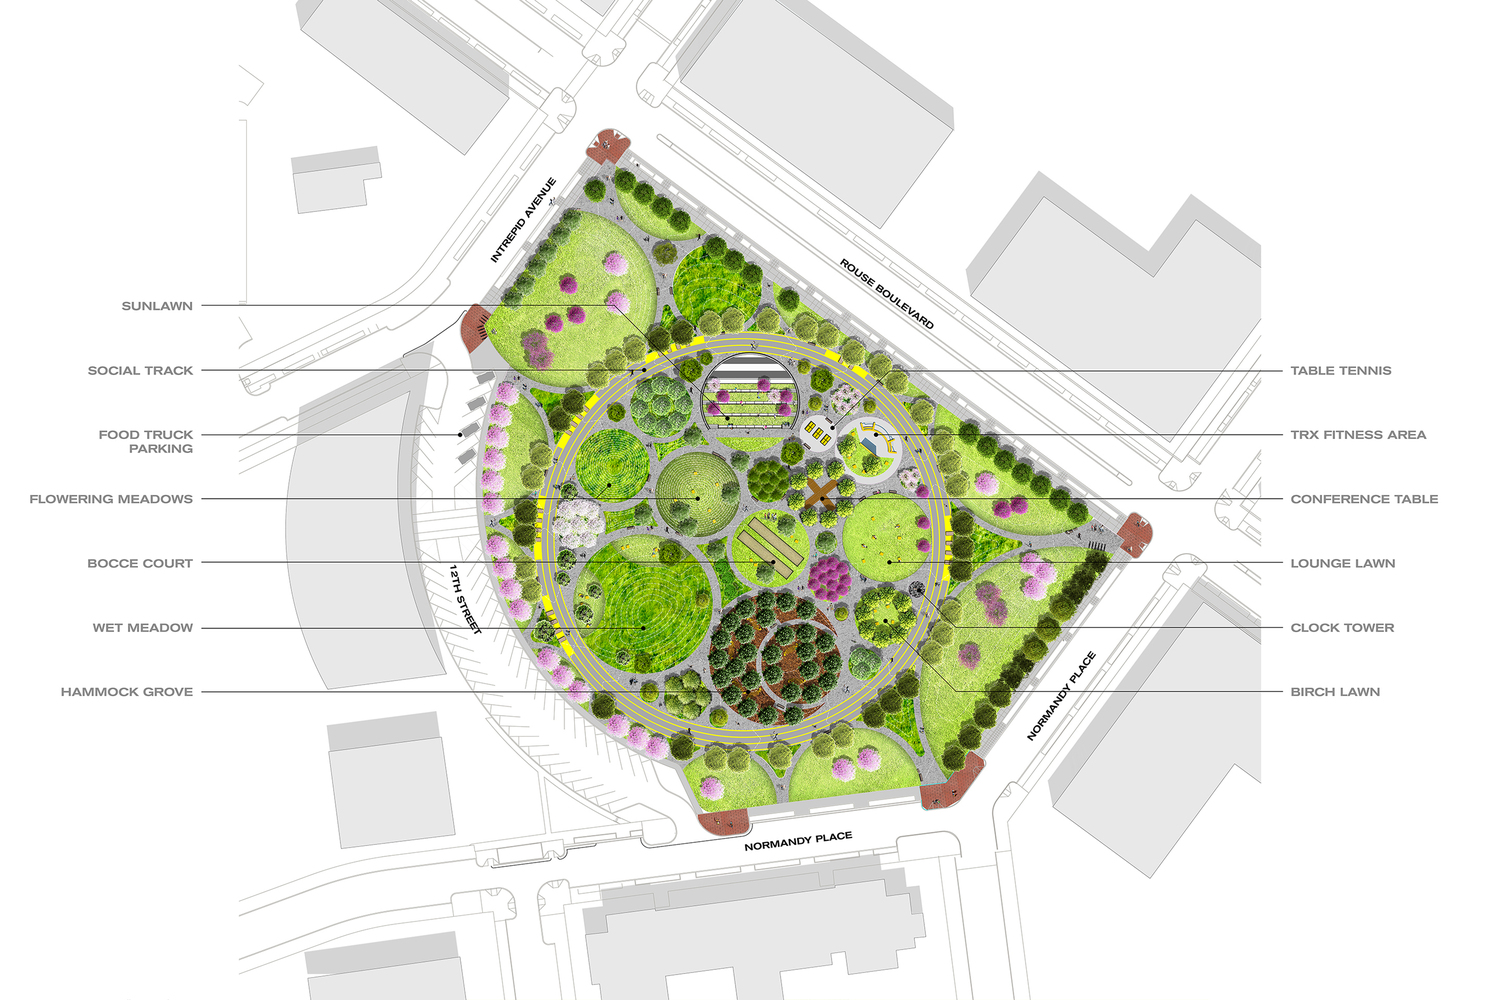 INTREPID AVENUE
ROUSE BOULEVARD
SUNLAWN
SOCIAL TRACK
FOOD TRUCK
PARKING
FLOWERING MEADOWS
BOCCE COURT
WET MEADOW
HAMMOCK GROVE
TABLE TENNIS
TRX FITNESS AREA
CONFERENCE TABLE
LOUNGE LAWN
CLOCK TOWER
BIRCH LAWN
12TH STREET
NORMANDY PLACE
NORMANDY PLACE